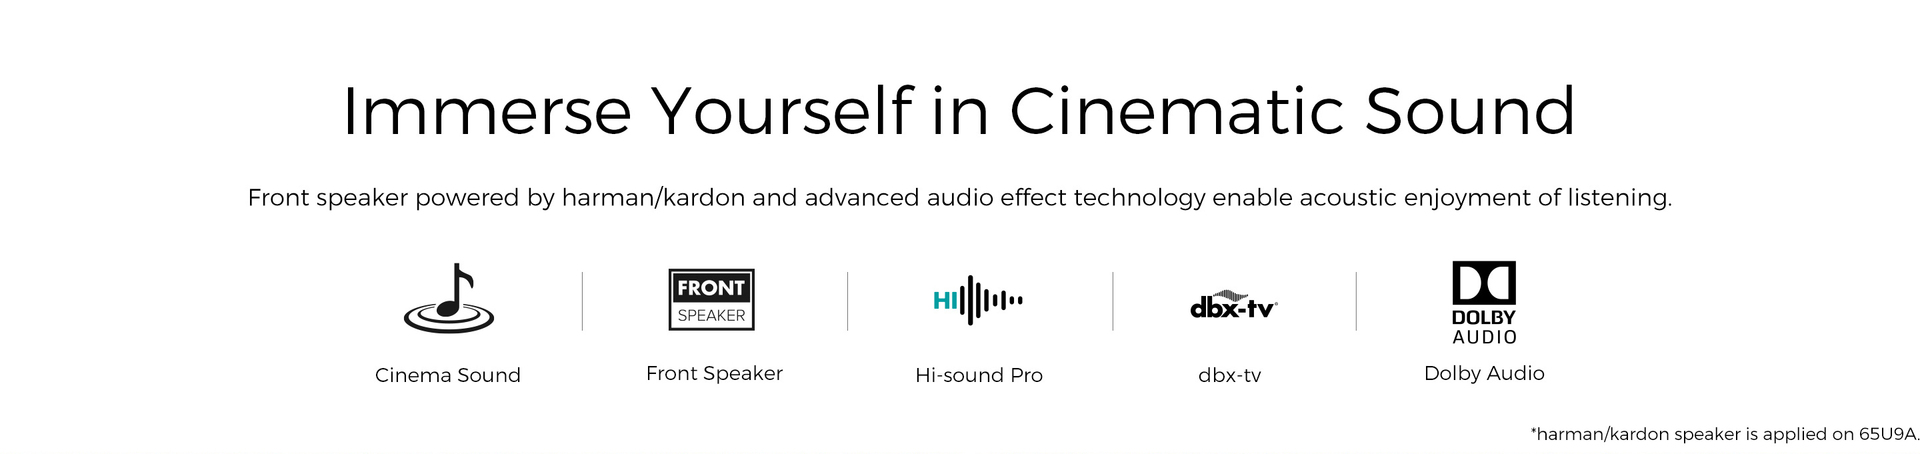 Immerse Yourself in Cinematic Sound
Front speaker powered by harman/kardon and advanced audio effect technology enable acoustic enjoyment of listening.
FRONT
SPEAKER
HI
dbx-tv®
DOLBY
AUDIO
Cinema Sound
Front Speaker
Hi-sound Pro
dbx-tv
Dolby Audio
*harman/kardon speaker is applied on 65U9A.